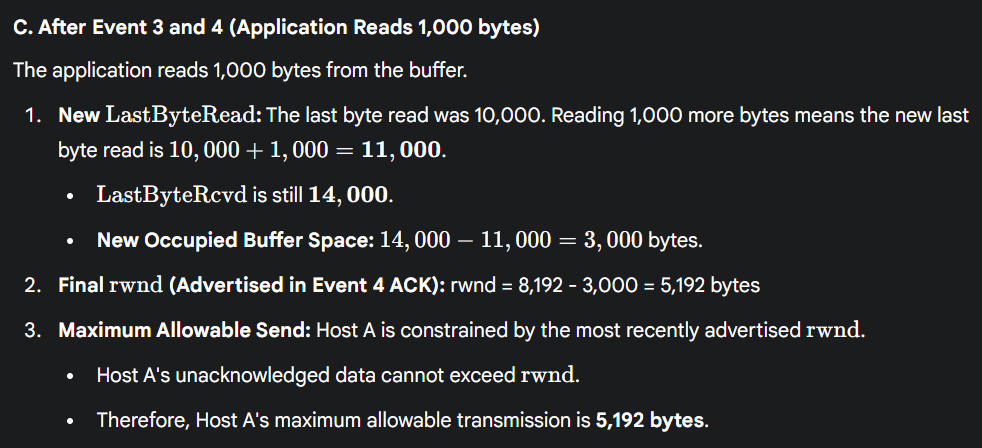 C. After Event 3 and 4 (Application Reads 1,000 bytes)
The application reads 1,000 bytes from the buffer.
1. New LastByteRead: The last byte read was 10,000. Reading 1,000 more bytes means the new last
byte read is 10, 000 + 1, 000 = 11, 000.
• LastByteRcvd is still 14, 000.
• New Occupied Buffer Space: 14, 000 − 11, 000 = 3, 000 bytes.
2. Final rwnd (Advertised in Event 4 ACK): rwnd = 8,192 - 3,000 = 5,192 bytes
3. Maximum Allowable Send: Host A is constrained by the most recently advertised rwnd.
• Host A's unacknowledged data cannot exceed rwnd.
• Therefore, Host A's maximum allowable transmission is 5,192 bytes.